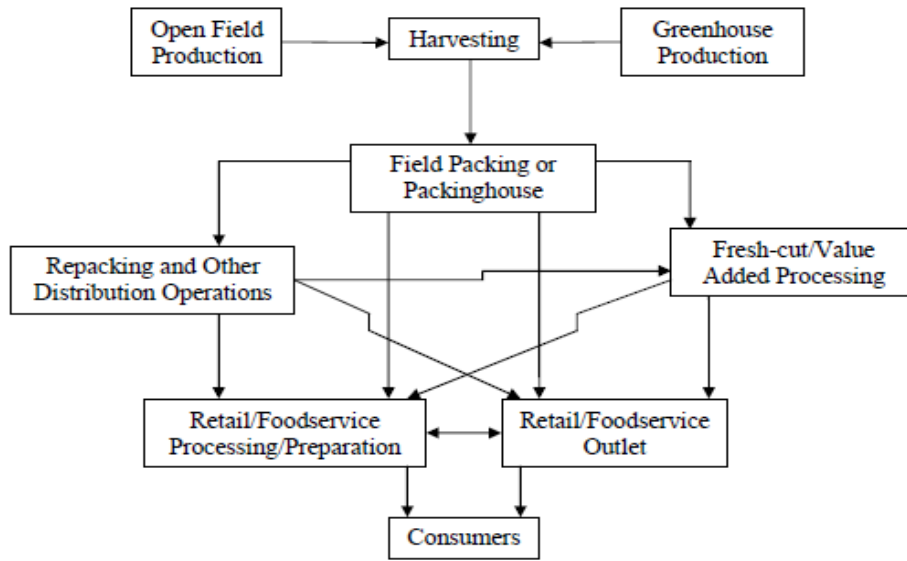 Open Field
Production
Harvesting
Greenhouse
Production
Field Packing or
Packinghouse
Repacking and Other
Distribution Operations
Fresh-cut/Value
Added Processing
Retail/Foodservice
Processing/Preparation
Retail/Foodservice
Outlet
Consumers